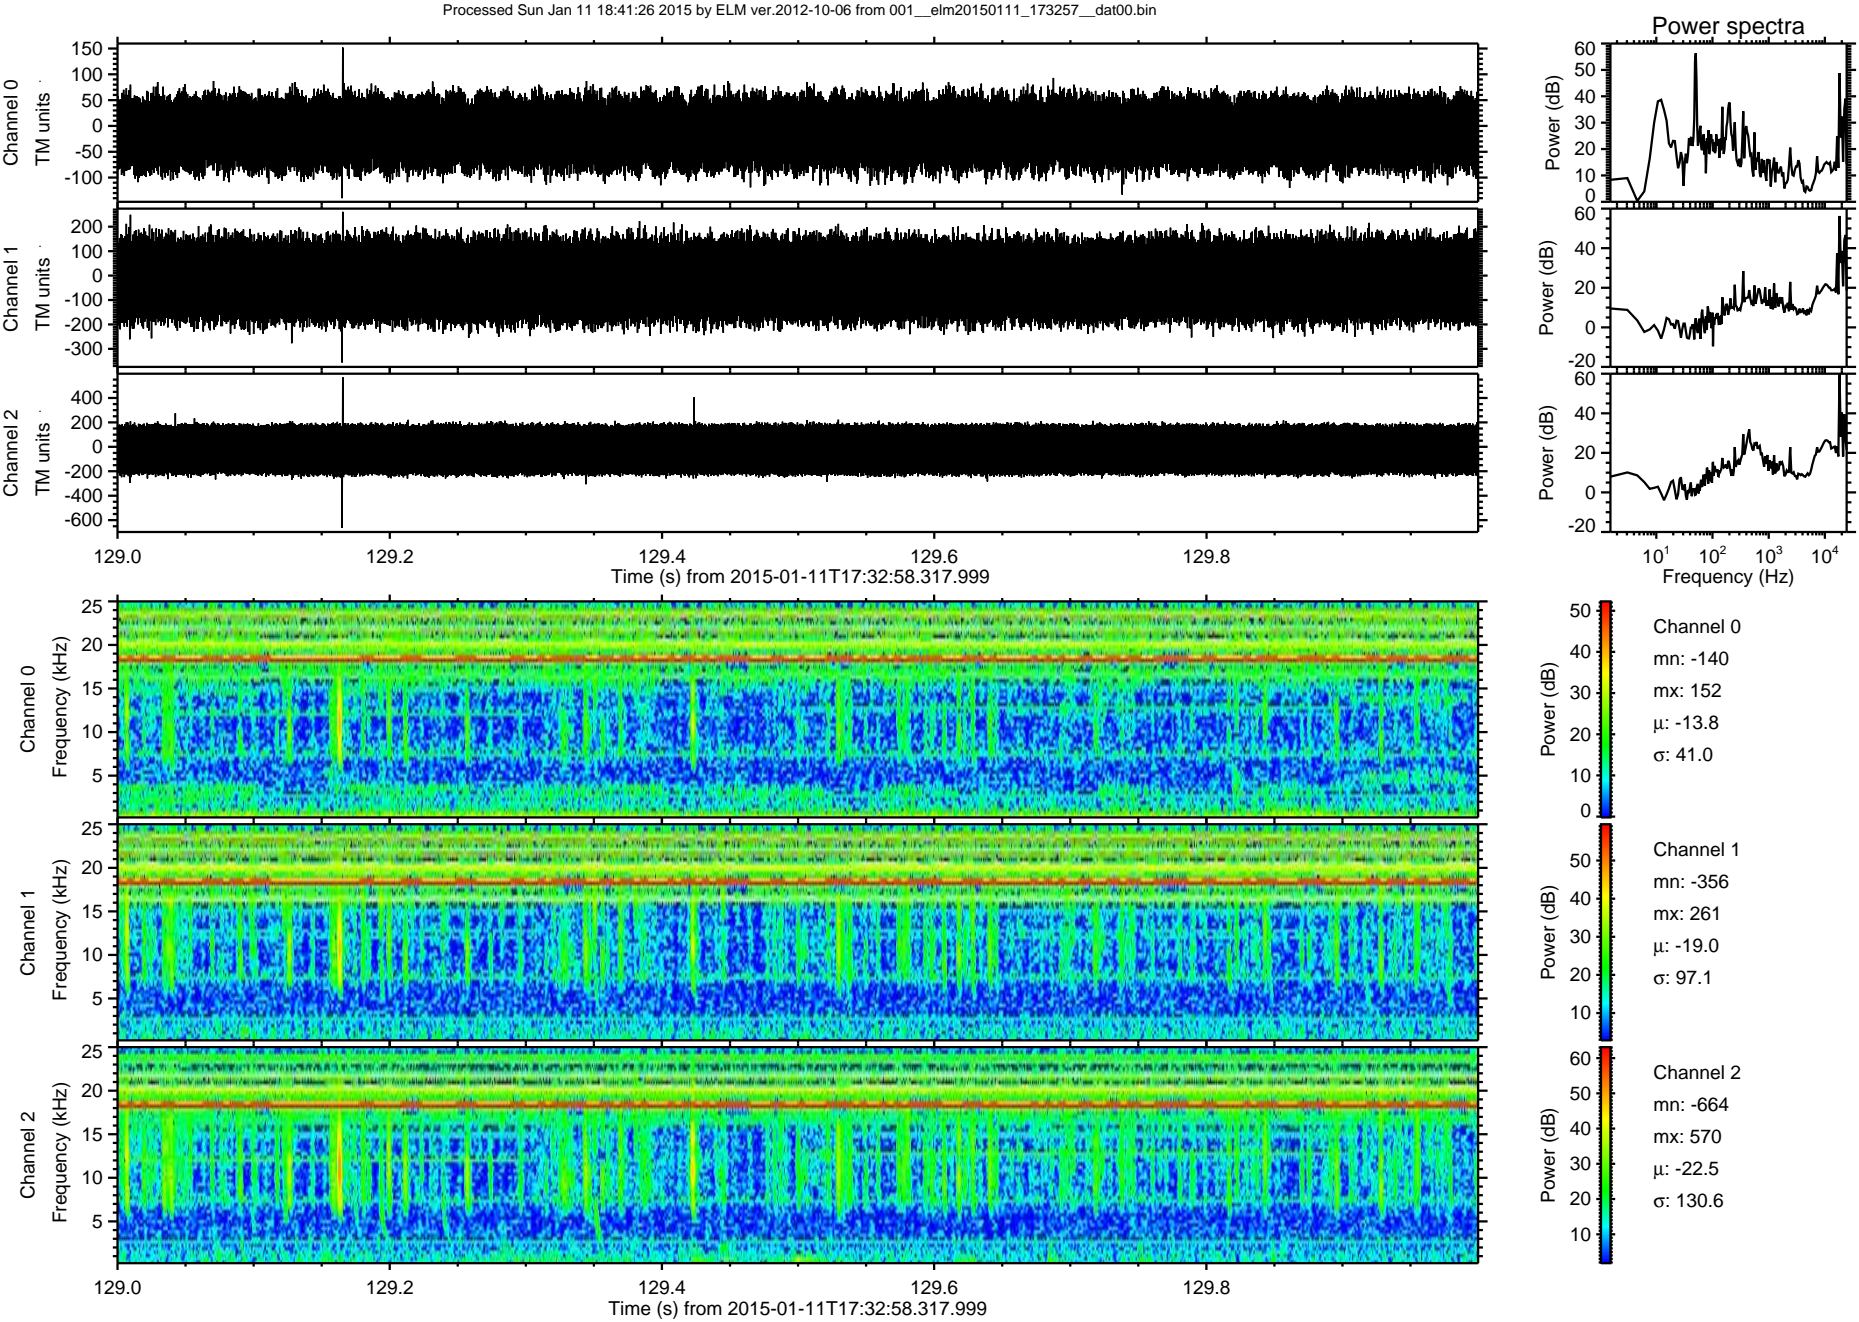 Processed Sun Jan 11 18:41:26 2015 by ELM ver.2012-10-06 from 001__elm20150111_173257__dat00.bin
Power spectra
Channel 0
TM units
150
100
50
0
-50
-100
Power (dB)
60
50
40
30
20
10
0
Channel 1
TM units
200
100
0
-100
-200
-300
Power (dB)
60
40
20
0
-20
Channel 2
TM units
400
200
0
-200
-400
-600
Power (dB)
60
40
20
0
-20
129.0 129.2 129.4 129.6 129.8
Time (s) from 2015-01-11T17:32:58.317.999
10¹ 10² 10³ 10⁴
Frequency (Hz)
Channel 0
Frequency (kHz)
25
20
15
10
5
Power (dB)
50
40
30
20
10
0
Channel 0
mn: -140
mx: 152
μ: -13.8
σ: 41.0
Channel 1
Frequency (kHz)
25
20
15
10
5
Power (dB)
50
40
30
20
10
Channel 1
mn: -356
mx: 261
μ: -19.0
σ: 97.1
Channel 2
Frequency (kHz)
25
20
15
10
5
Power (dB)
60
50
40
30
20
10
Channel 2
mn: -664
mx: 570
μ: -22.5
σ: 130.6
129.0 129.2 129.4 129.6 129.8
Time (s) from 2015-01-11T17:32:58.317.999